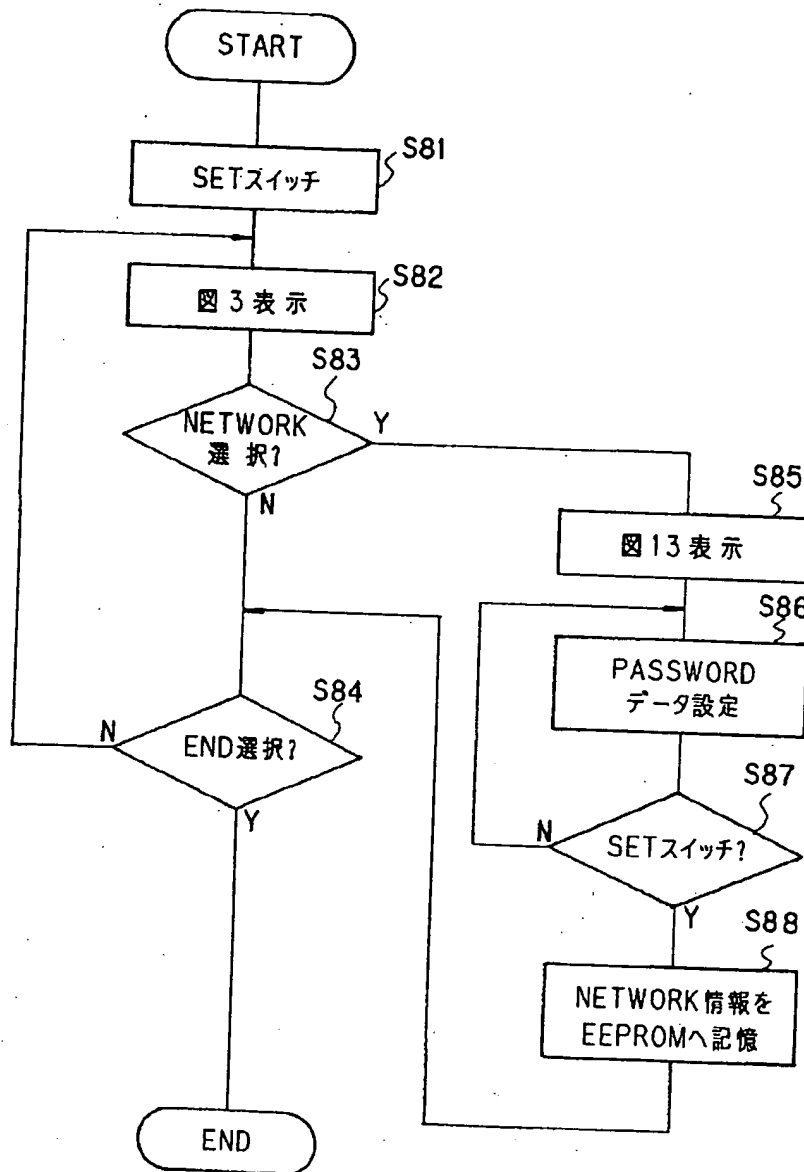 START
S81
SETスイッチ
S82
図3表示
S83
NETWORK
選択?
Y
N
S85
図13表示
S86
PASSWORD
データ設定
S84
END選択?
N
Y
S87
SETスイッチ?
N
Y
S88
NETWORK情報を
EEPROMへ記憶
END